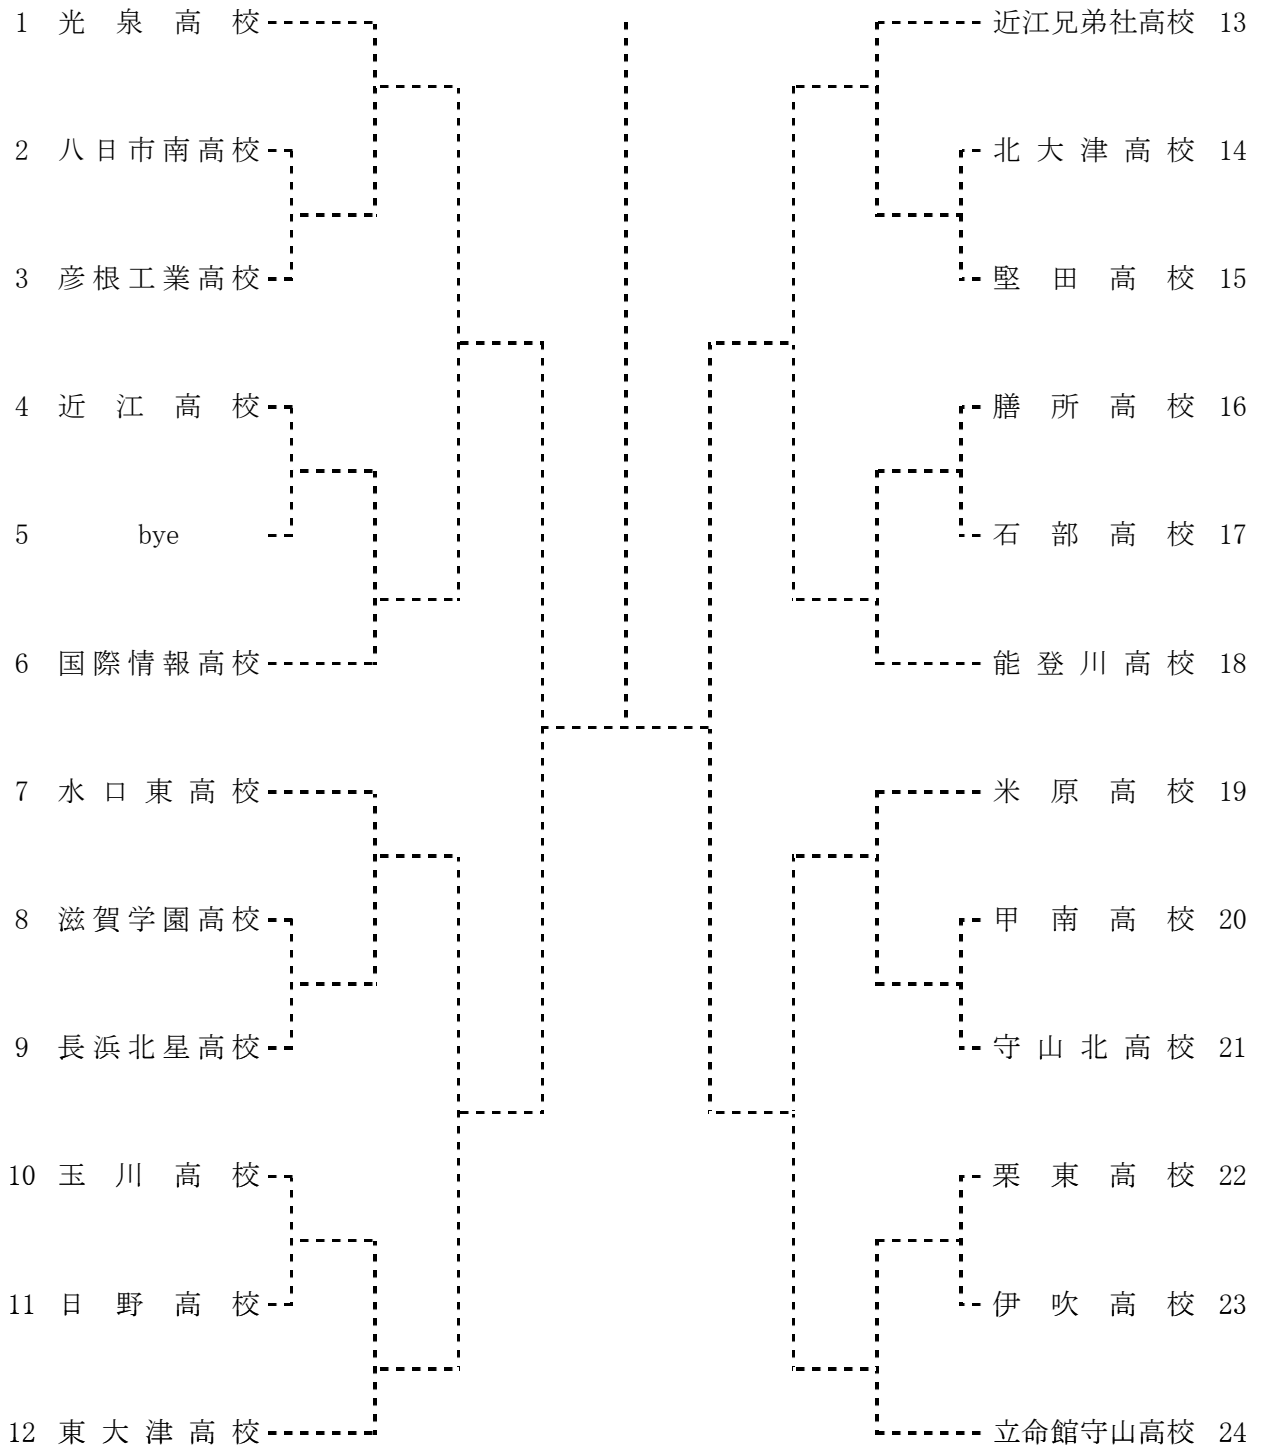 1 光泉高校
2 八日市南高校
3 彦根工業高校
4 近江高校
5 bye
6 国際情報高校
7 水口東高校
8 滋賀学園高校
9 長浜北星高校
10 玉川高校
11 日野高校
12 東大津高校
近江兄弟社高校 13
北大津高校 14
堅田高校 15
膳所高校 16
石部高校 17
能登川高校 18
米原高校 19
甲南高校 20
守山北高校 21
栗東高校 22
伊吹高校 23
立命館守山高校 24